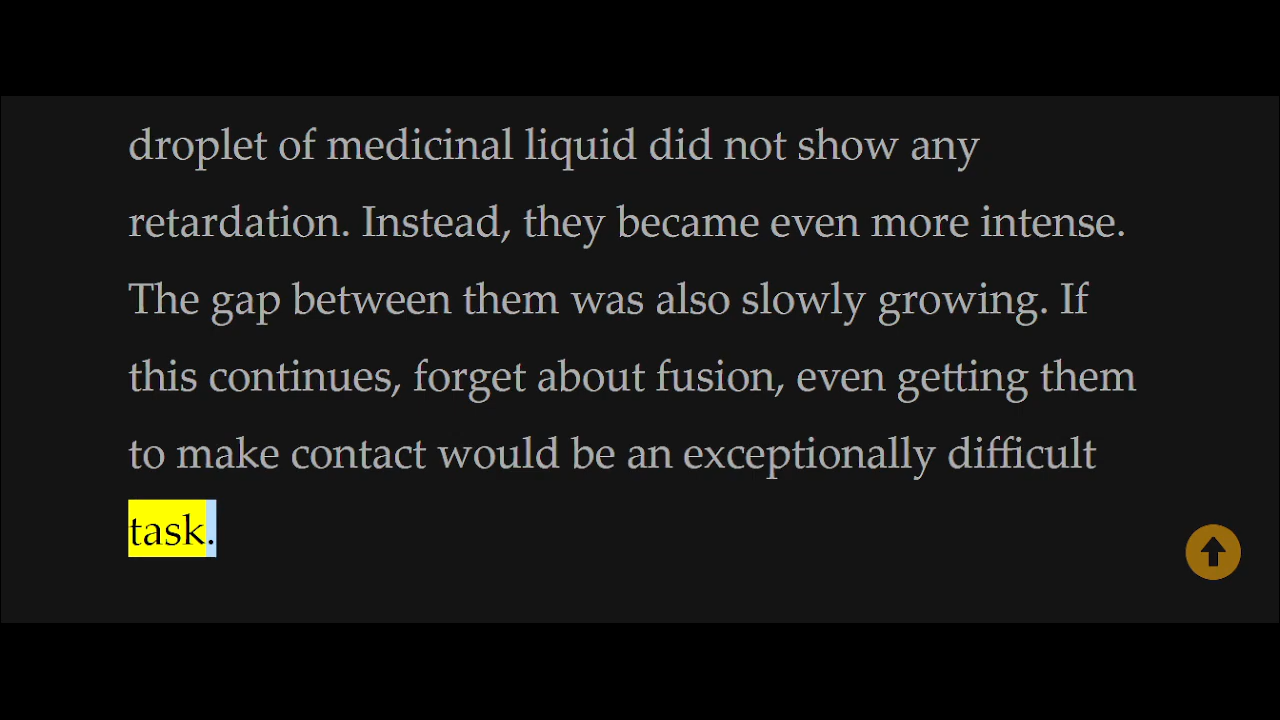 droplet of medicinal liquid did not show any
retardation. Instead, they became even more intense.
The gap between them was also slowly growing. If
this continues, forget about fusion, even getting them
to make contact would be an exceptionally difficult
task.